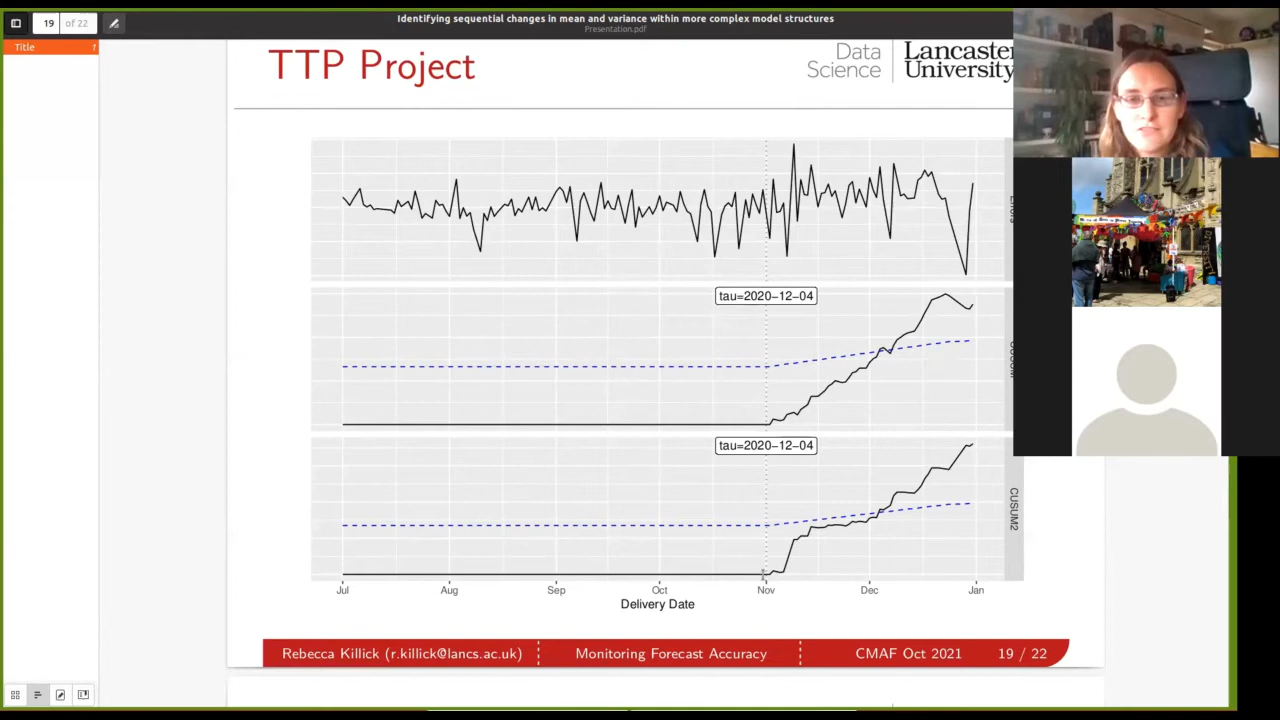 19 of 22
Identifying sequential changes in mean and variance within more complex model structures
Presentation.pdf
Title 1
TTP Project
Data Science
Lancaster University
tau=2020−12−04
tau=2020−12−04
CUSUM2
Jul Aug Sep Oct Nov Dec Jan
Delivery Date
Rebecca Killick (r.killick@lancs.ac.uk) Monitoring Forecast Accuracy CMAF Oct 2021 19 / 22